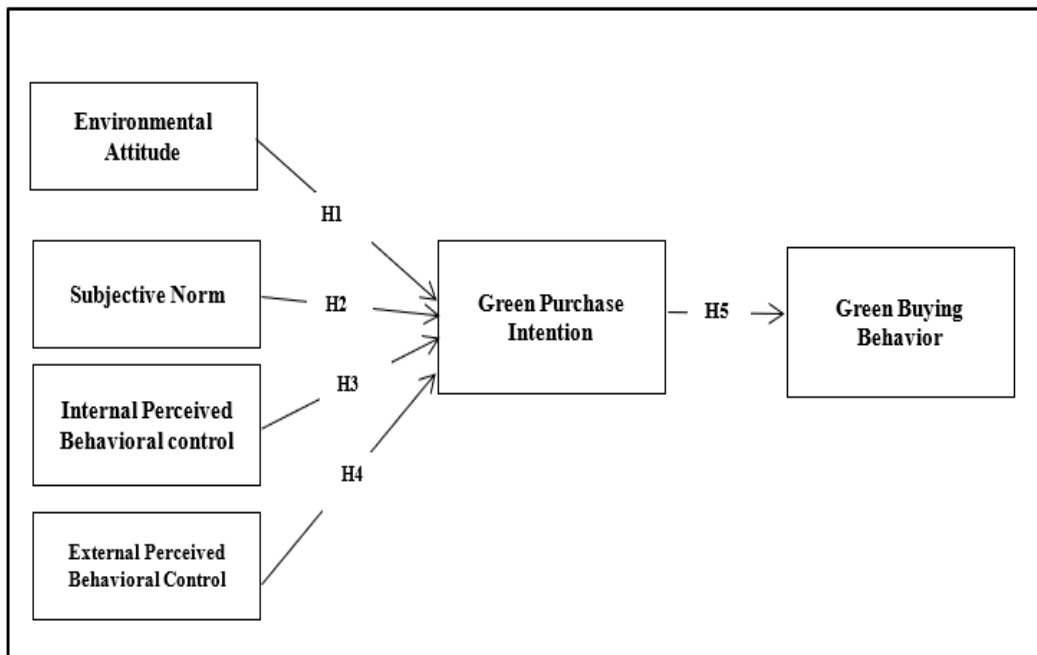 Environmental
Attitude
H1
Subjective Norm
H2
Internal Perceived
Behavioral control
H3
External Perceived
Behavioral Control
H4
Green Purchase
Intention
H5
Green Buying
Behavior